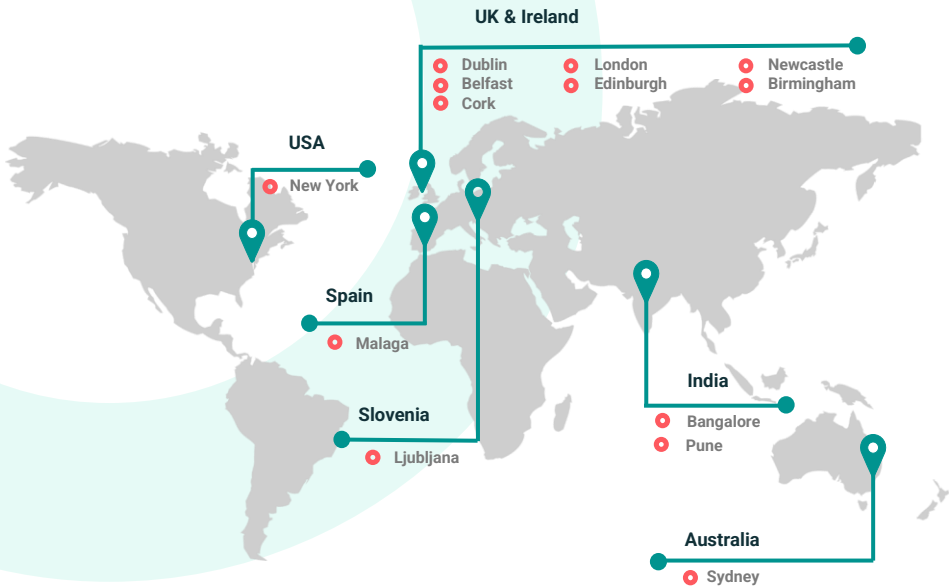 UK & Ireland
Dublin
Belfast
Cork
London
Edinburgh
Newcastle
Birmingham
USA
New York
Spain
Malaga
Slovenia
Ljubljana
India
Bangalore
Pune
Australia
Sydney